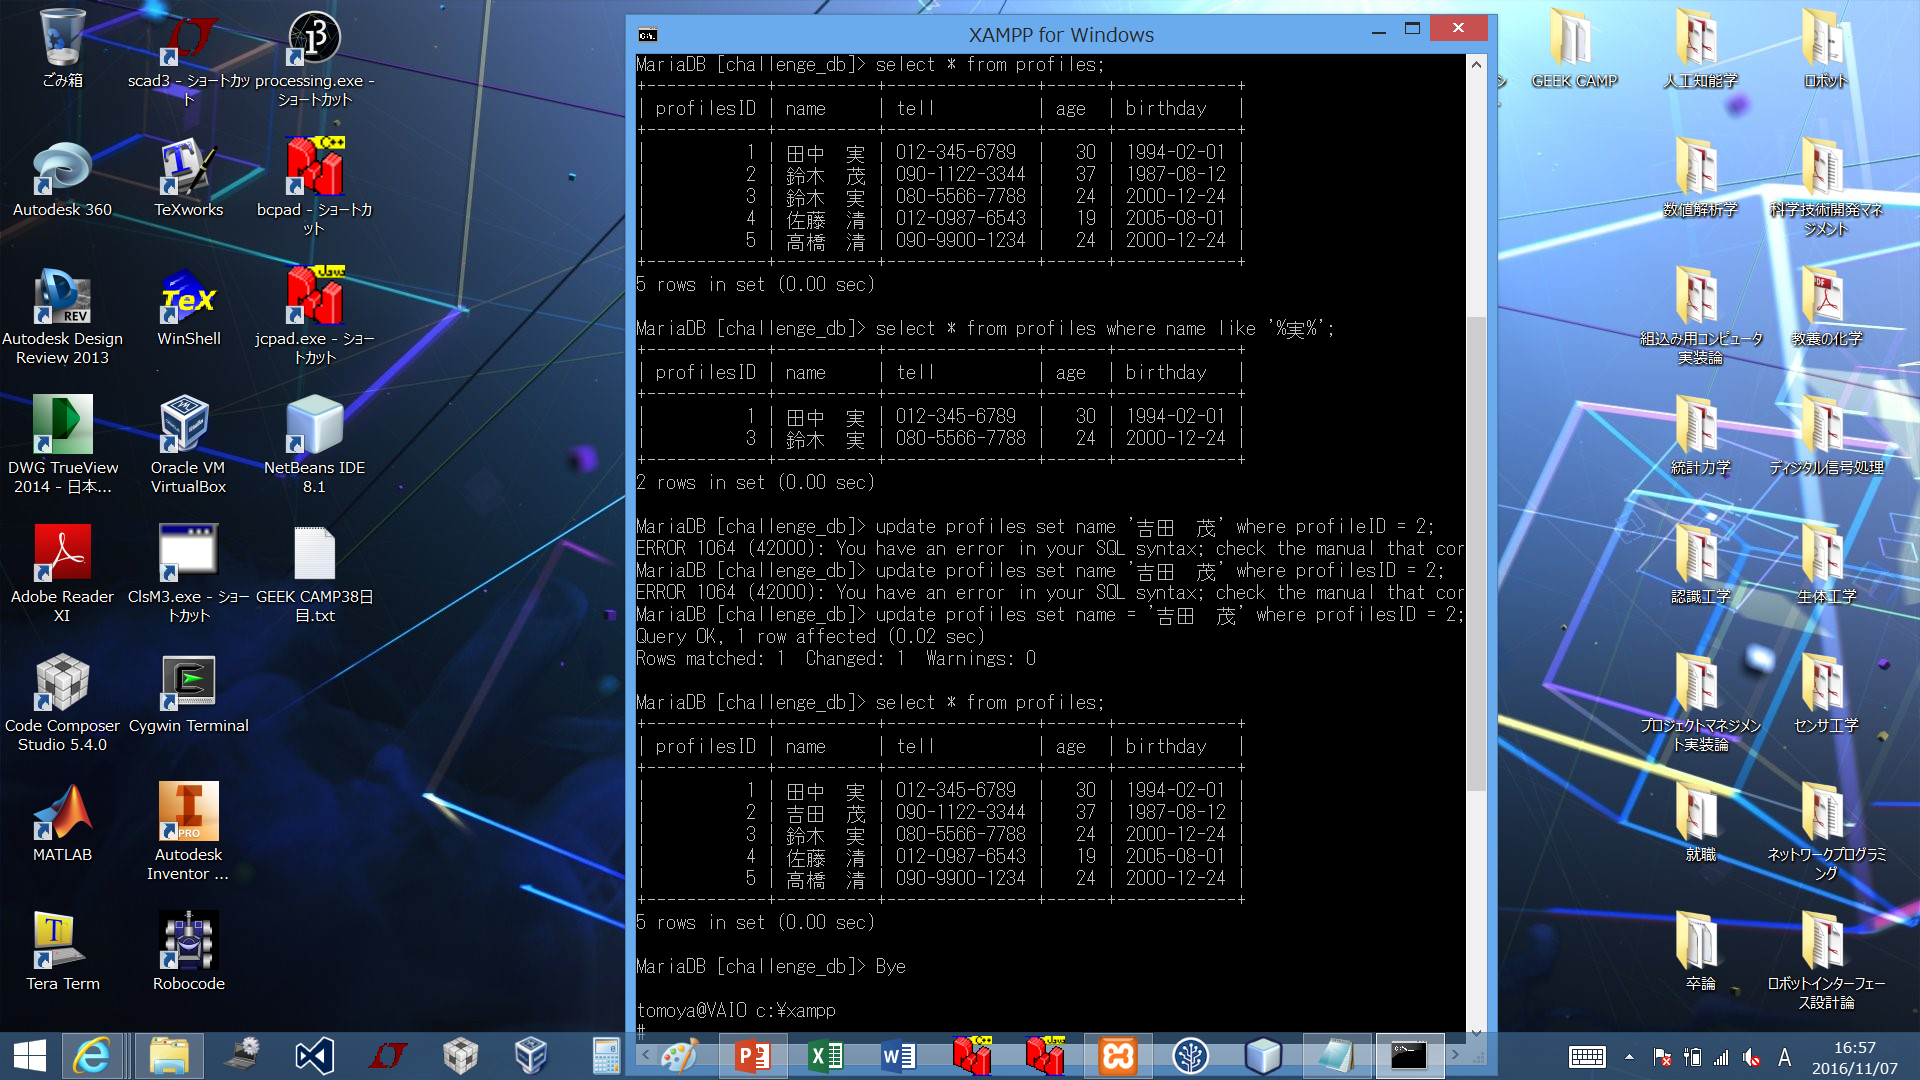 ごみ箱
scad3 - ショートカッ
ト
processing.exe -
ショートカット
Autodesk 360
TeXworks
bcpad - ショートカ
ット
Autodesk Design
Review 2013
WinShell
jcpad.exe - ショー
トカット
DWG TrueView
2014 - 日本...
Oracle VM
VirtualBox
NetBeans IDE
8.1
Adobe Reader
XI
ClsM3.exe - ショー
トカット
GEEK CAMP38日
目.txt
Code Composer
Studio 5.4.0
Cygwin Terminal
MATLAB
Autodesk
Inventor ...
Tera Term
Robocode
XAMPP for Windows
MariaDB [challenge_db]> select * from profiles;
| profilesID | name | tell | age | birthday |
| 1 | 田中　実 | 012-345-6789 | 30 | 1994-02-01 |
| 2 | 鈴木　茂 | 090-1122-3344 | 37 | 1987-08-12 |
| 3 | 鈴木　実 | 080-5566-7788 | 24 | 2000-12-24 |
| 4 | 佐藤　清 | 012-0987-6543 | 19 | 2005-08-01 |
| 5 | 高橋　清 | 090-9900-1234 | 24 | 2000-12-24 |
5 rows in set (0.00 sec)
MariaDB [challenge_db]> select * from profiles where name like '%実%';
| profilesID | name | tell | age | birthday |
| 1 | 田中　実 | 012-345-6789 | 30 | 1994-02-01 |
| 3 | 鈴木　実 | 080-5566-7788 | 24 | 2000-12-24 |
2 rows in set (0.00 sec)
MariaDB [challenge_db]> update profiles set name '吉田　茂' where profileID = 2;
ERROR 1064 (42000): You have an error in your SQL syntax; check the manual that cor
MariaDB [challenge_db]> update profiles set name '吉田　茂' where profilesID = 2;
ERROR 1064 (42000): You have an error in your SQL syntax; check the manual that cor
MariaDB [challenge_db]> update profiles set name = '吉田　茂' where profilesID = 2;
Query OK, 1 row affected (0.02 sec)
Rows matched: 1  Changed: 1  Warnings: 0
MariaDB [challenge_db]> select * from profiles;
| profilesID | name | tell | age | birthday |
| 1 | 田中　実 | 012-345-6789 | 30 | 1994-02-01 |
| 2 | 吉田　茂 | 090-1122-3344 | 37 | 1987-08-12 |
| 3 | 鈴木　実 | 080-5566-7788 | 24 | 2000-12-24 |
| 4 | 佐藤　清 | 012-0987-6543 | 19 | 2005-08-01 |
| 5 | 高橋　清 | 090-9900-1234 | 24 | 2000-12-24 |
5 rows in set (0.00 sec)
MariaDB [challenge_db]> Bye
tomoya@VAIO c:¥xampp
#
GEEK CAMP
人工知能学
ロボット
数値解析学
科学技術開発マネ
ジメント
組込み用コンピュータ
実装論
教養の化学
統計力学
ディジタル信号処理
認識工学
生体工学
プロジェクトマネジメン
ト実装論
センサ工学
就職
ネットワークプログラミ
ング
卒論
ロボットインターフェー
ス設計論
A
16:57
2016/11/07